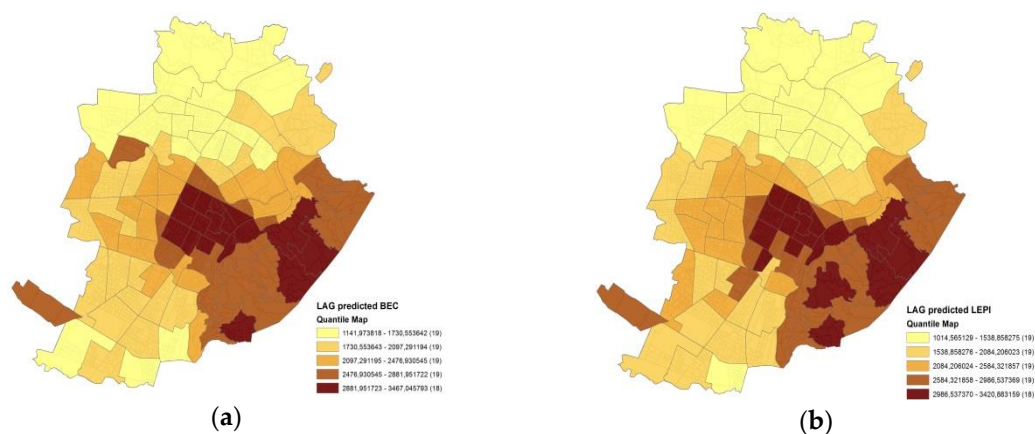 LAG predicted BEC
Quantile Map
1141,973818 - 1730,553642 (19)
1730,553643 - 2097,291194 (19)
2097,291195 - 2476,930545 (19)
2476,930545 - 2881,951722 (19)
2881,951723 - 3467,045793 (18)
(a)
LAG predicted LEPI
Quantile Map
1014,565129 - 1538,858275 (19)
1538,858276 - 2084,206023 (19)
2084,206024 - 2584,321857 (19)
2584,321858 - 2986,537369 (19)
2986,537370 - 3420,883159 (18)
(b)